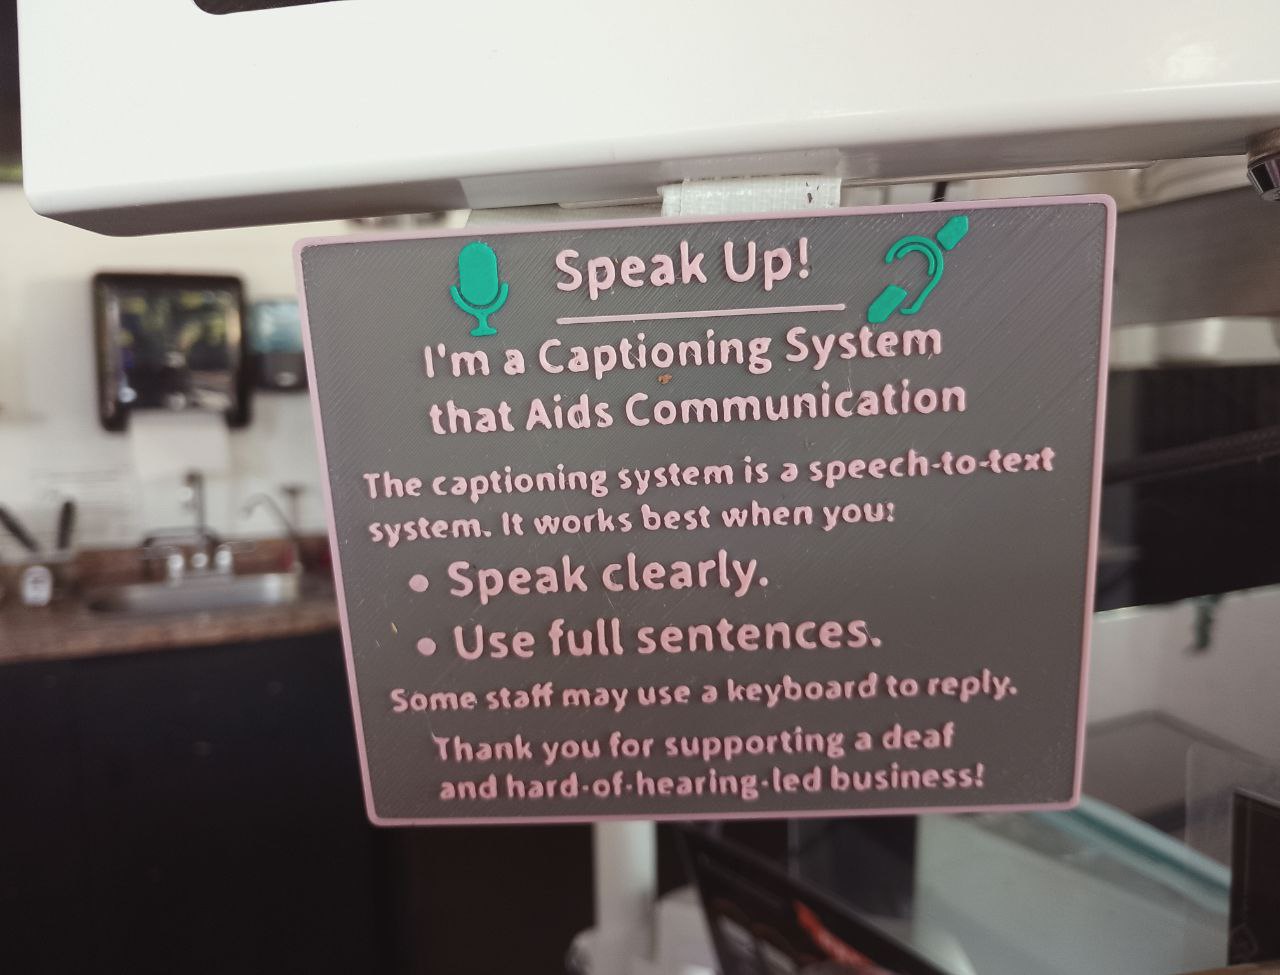 Speak Up!
I'm a Captioning System
that Aids Communication
The captioning system is a speech-to-text
system. It works best when you:
• Speak clearly.
• Use full sentences.
Some staff may use a keyboard to reply.
Thank you for supporting a deaf
and hard-of-hearing-led business!